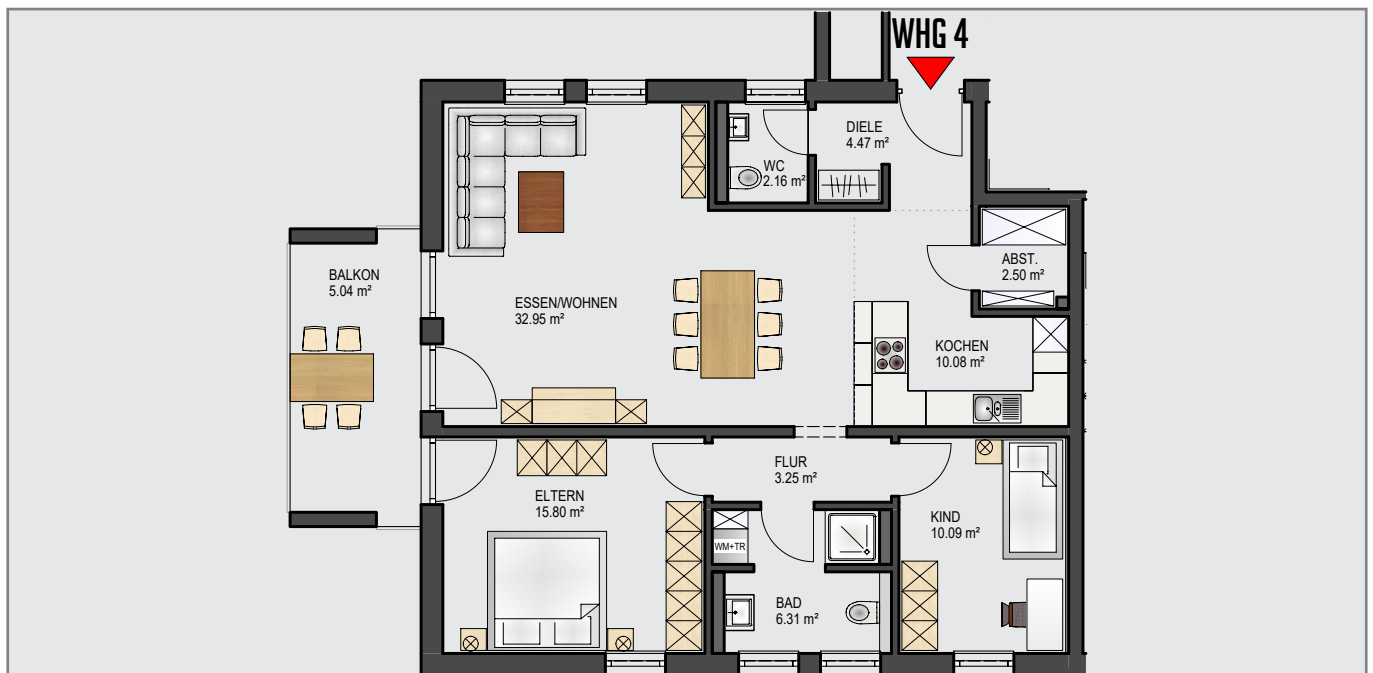 WHG 4
DIELE
4.47 m²
WC
2.16 m²
ABST.
2.50 m²
BALKON
5.04 m²
ESSEN/WOHNEN
32.95 m²
KOCHEN
10.08 m²
FLUR
3.25 m²
ELTERN
15.80 m²
KIND
10.09 m²
WM+TR
BAD
6.31 m²